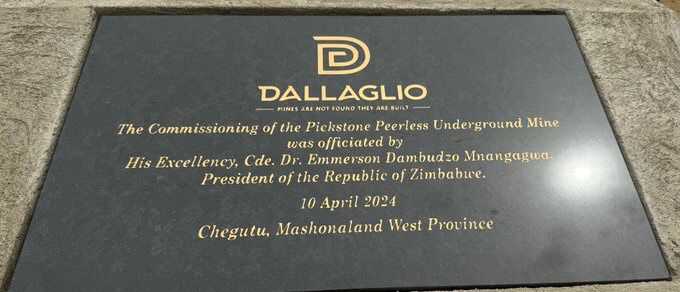 DALLAGLIO
MINES ARE NOT FOUND THEY ARE BUILT
The Commissioning of the Pickstone Peerless Underground Mine
was officiated by
His Excellency, Cde. Dr. Emmerson Dambudzo Mnangagwa.
President of the Republic of Zimbabwe.
10 April 2024
Chegutu, Mashonaland West Province